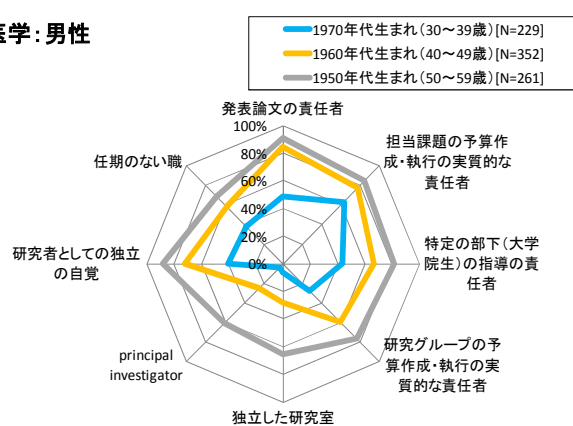 医学：男性
1970年代生まれ（30～39歳）[N=229]
1960年代生まれ（40～49歳）[N=352]
1950年代生まれ（50～59歳）[N=261]
発表論文の責任者
100%
80%
60%
40%
20%
0%
担当課題の予算作
成・執行の実質的な
責任者
特定の部下（大学
院生）の指導の責
任者
研究グループの予
算作成・執行の実
質的な責任者
独立した研究室
principal
investigator
研究者としての独立
の自覚
任期のない職